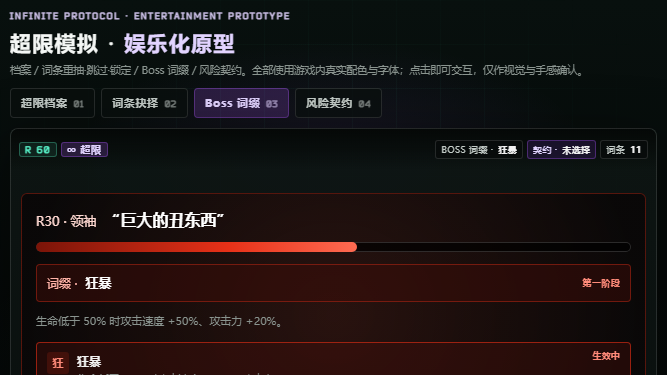 INFINITE PROTOCOL · ENTERTAINMENT PROTOTYPE
超限模拟 · 娱乐化原型
档案 / 词条重抽·跳过·锁定 / Boss 词缀 / 风险契约。全部使用游戏内真实配色与字体；点击即可交互，仅作视觉与手感确认。
超限档案 01 词条抉择 02 Boss 词缀 03 风险契约 04
R 60 ∞ 超限 BOSS 词缀 · 狂暴 契约 · 未选择 词条 11
R30 · 领袖 “巨大的丑东西”
词缀 · 狂暴 第一阶段
生命低于 50% 时攻击速度 +50%、攻击力 +20%。
狂 狂暴 生效中